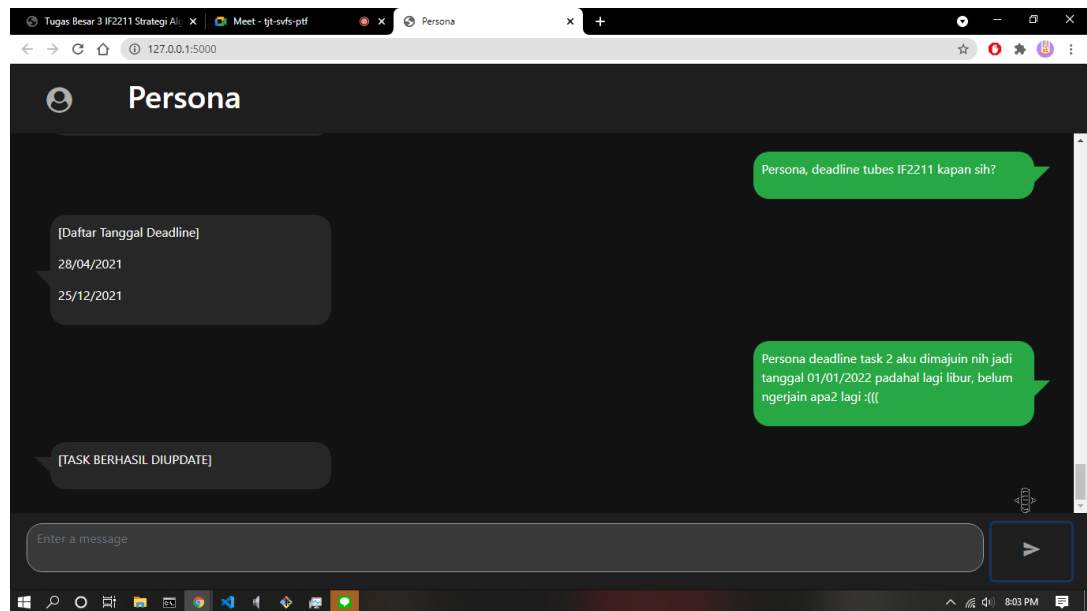 Tugas Besar 3 IF2211 Strategi Alg
Meet - tjt-svfs-ptf
Persona
127.0.0.1:5000
Persona
Persona, deadline tubes IF2211 kapan sih?
[Daftar Tanggal Deadline]
28/04/2021
25/12/2021
Persona deadline task 2 aku dimajuin nih jadi
tanggal 01/01/2022 padahal lagi libur, belum
ngerjain apa2 lagi :(((
[TASK BERHASIL DIUPDATE]
Enter a message
8:03 PM